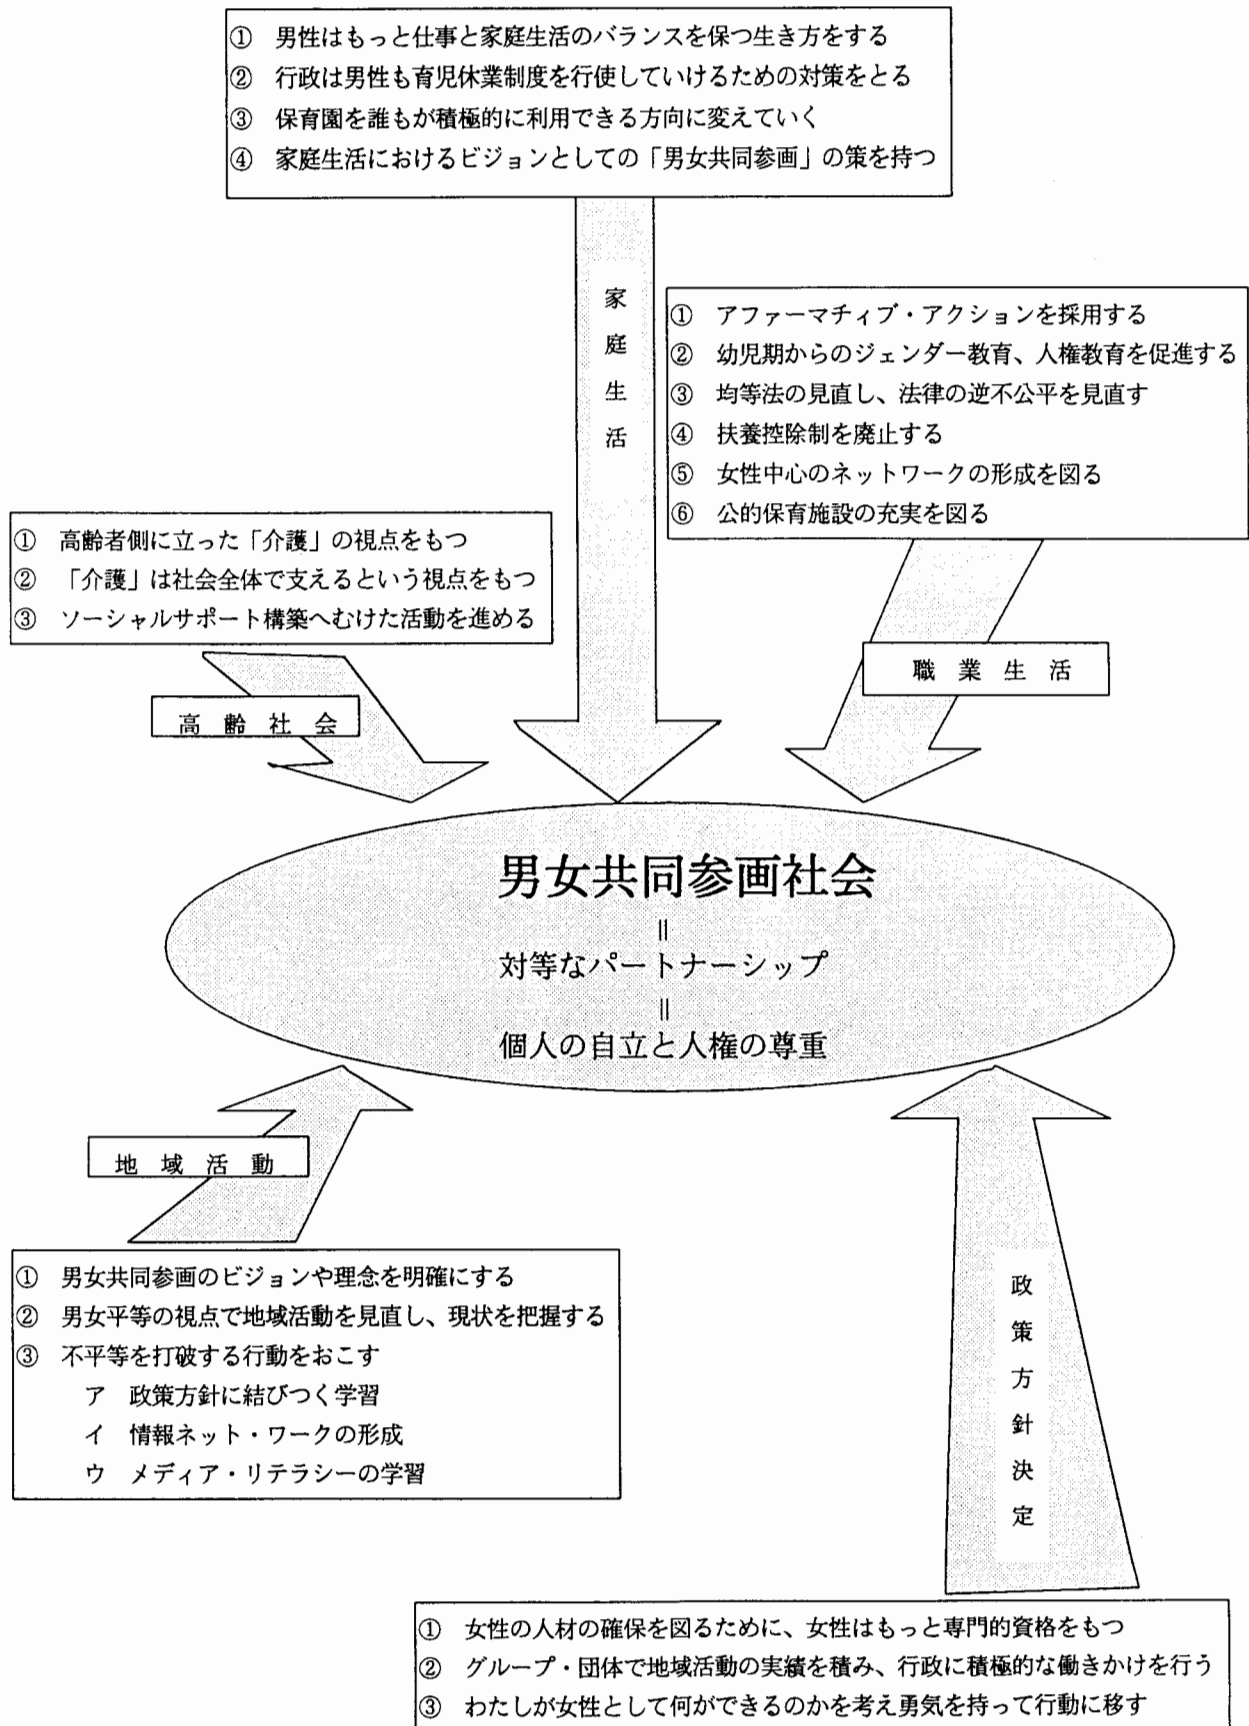 ① 男性はもっと仕事と家庭生活のバランスを保つ生き方をする
② 行政は男性も育児休業制度を行使していけるための対策をとる
③ 保育園を誰もが積極的に利用できる方向に変えていく
④ 家庭生活におけるビジョンとしての「男女共同参画」の策を持つ
家庭生活
① アファーマチィブ・アクションを採用する
② 幼児期からのジェンダー教育、人権教育を促進する
③ 均等法の見直し、法律の逆不公平を見直す
④ 扶養控除制を廃止する
⑤ 女性中心のネットワークの形成を図る
⑥ 公的保育施設の充実を図る
職業生活
① 高齢者側に立った「介護」の視点をもつ
② 「介護」は社会全体で支えるという視点をもつ
③ ソーシャルサポート構築へむけた活動を進める
高齢社会
男女共同参画社会
＝
対等なパートナーシップ
＝
個人の自立と人権の尊重
地域活動
① 男女共同参画のビジョンや理念を明確にする
② 男女平等の視点で地域活動を見直し、現状を把握する
③ 不平等を打破する行動をおこす
ア 政策方針に結びつく学習
イ 情報ネット・ワークの形成
ウ メディア・リテラシーの学習
政策方針決定
① 女性の人材の確保を図るために、女性はもっと専門的資格をもつ
② グループ・団体で地域活動の実績を積み、行政に積極的な働きかけを行う
③ わたしが女性として何ができるのかを考え勇気を持って行動に移す